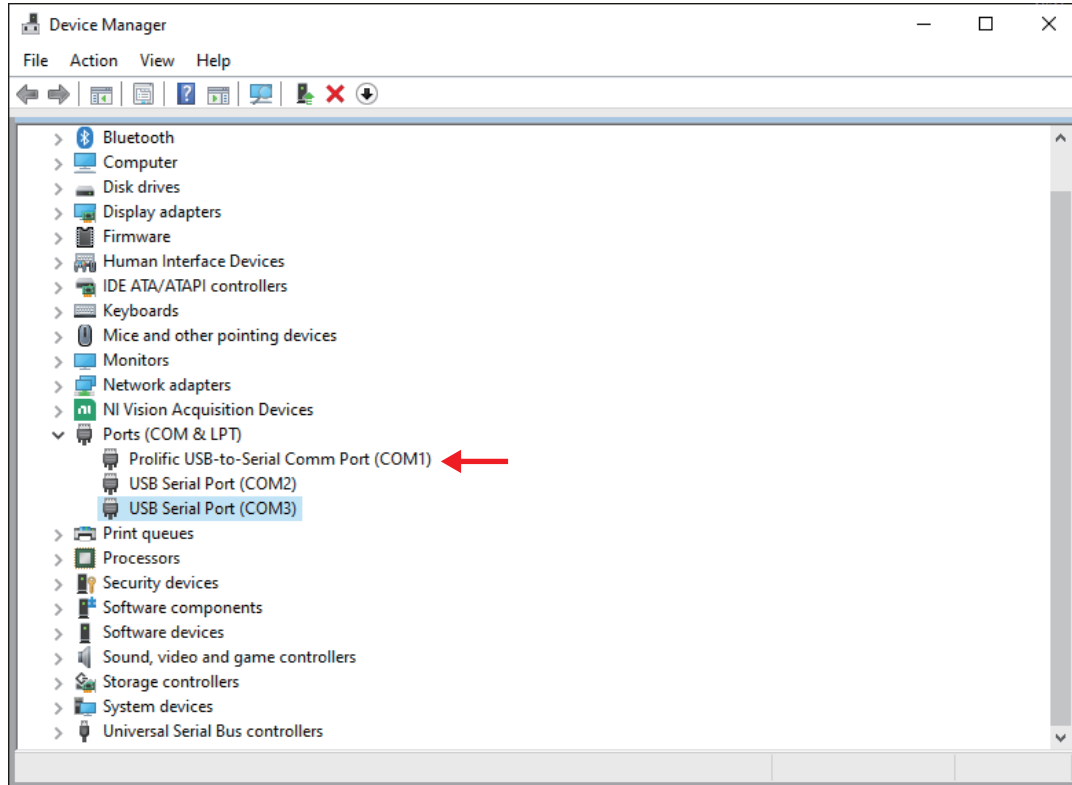 Device Manager
File Action View Help
Bluetooth
Computer
Disk drives
Display adapters
Firmware
Human Interface Devices
IDE ATA/ATAPI controllers
Keyboards
Mice and other pointing devices
Monitors
Network adapters
NI Vision Acquisition Devices
Ports (COM & LPT)
Prolific USB-to-Serial Comm Port (COM1)
USB Serial Port (COM2)
USB Serial Port (COM3)
Print queues
Processors
Security devices
Software components
Software devices
Sound, video and game controllers
Storage controllers
System devices
Universal Serial Bus controllers